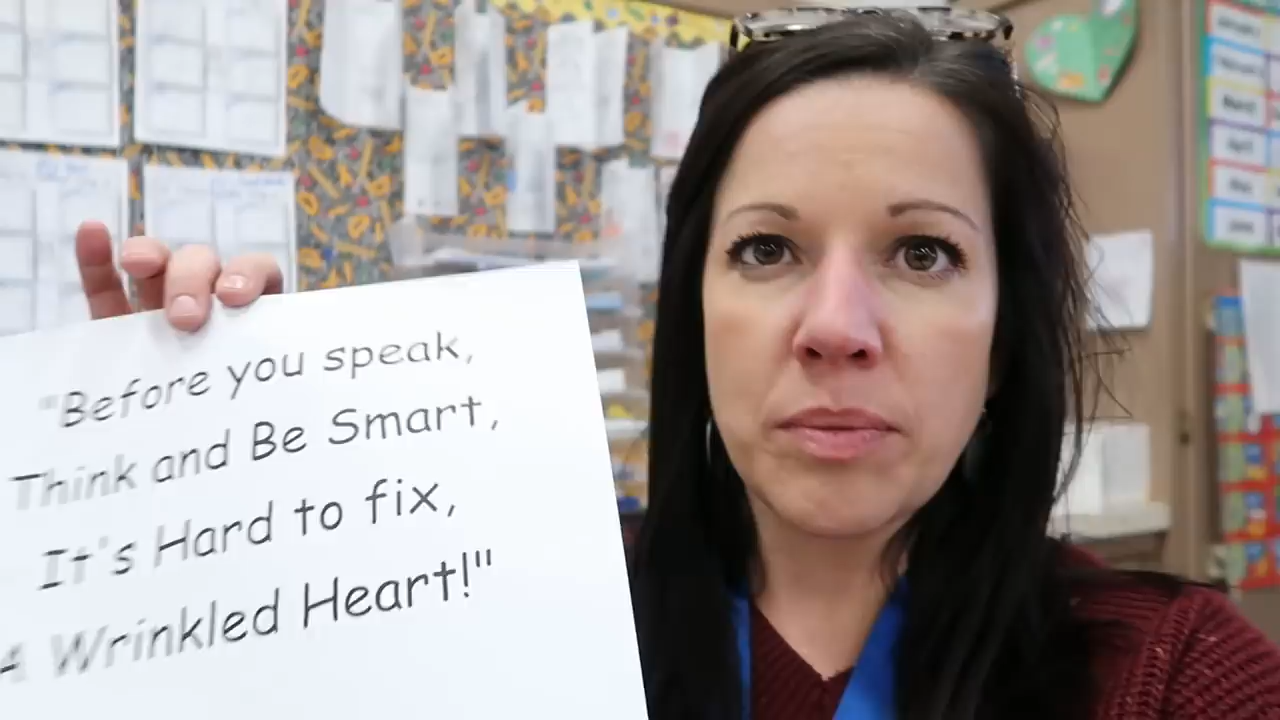 "Before you speak,
Think and Be Smart,
It's Hard to fix,
A Wrinkled Heart!"